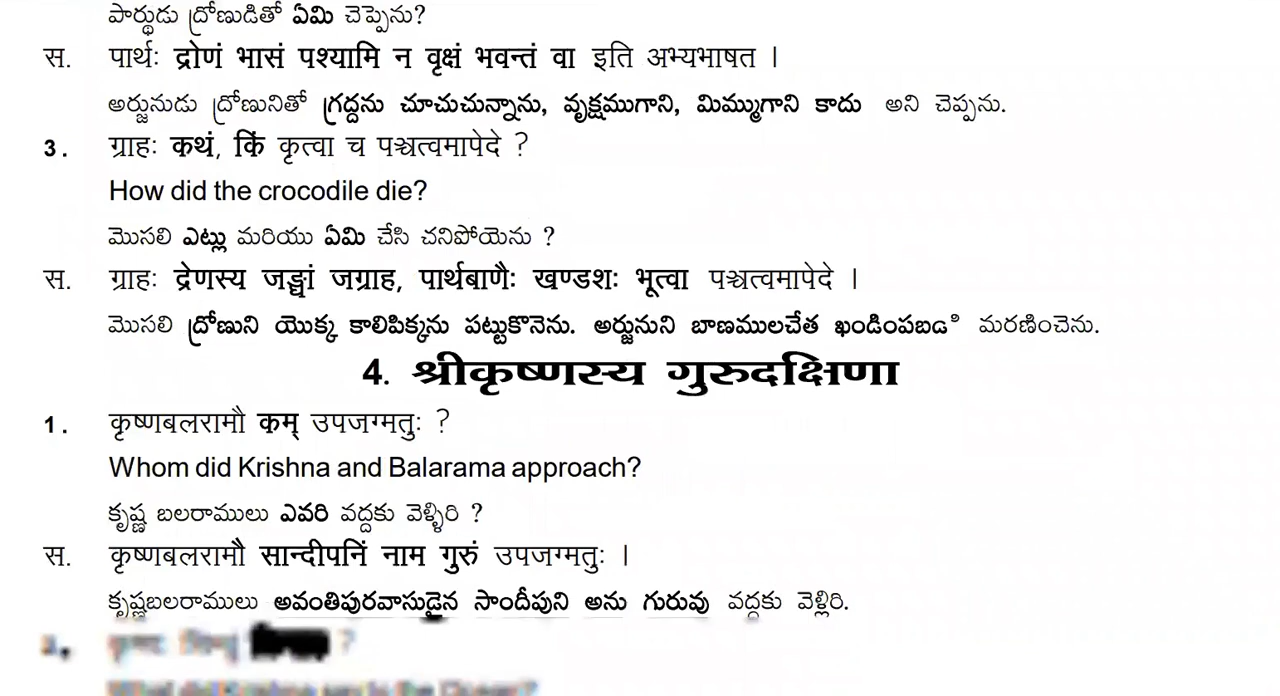 పార్థుడు ద్రోణుడితో ఏమి చెప్పెను?
स. पार्थः द्रोणं भासं पश्यामि न वृक्षं भवन्तं वा इति अभ्यभाषत ।
అర్జునుడు ద్రోణునితో గ్రద్దను చూచుచున్నాను, వృక్షముగాని, మిమ్ముగాని కాదు అని చెప్పను.
3. ग्राहः कथं, किं कृत्वा च पञ्चत्वमापेदे ?
How did the crocodile die?
మొసలి ఎట్లు మరియు ఏమి చేసి చనిపోయెను ?
स. ग्राहः द्रेणस्य जङ्घां जग्राह, पार्थबाणैः खण्डशः भूत्वा पञ्चत्वमापेदे ।
మొసలి ద్రోణుని యొక్క కాలిపిక్కను పట్టుకొనెను. అర్జునుని బాణములచేత ఖండింపబడి మరణించెను.
4. श्रीकृष्णस्य गुरुदक्षिणा
1. कृष्णबलरामौ कम् उपजग्मतुः ?
Whom did Krishna and Balarama approach?
కృష్ణ బలరాములు ఎవరి వద్దకు వెళ్ళిరి ?
स. कृष्णबलरामौ सान्दीपनिं नाम गुरुं उपजग्मतुः ।
కృష్ణబలరాములు అవంతిపురవాసుడైన సాందీపుని అను గురువు వద్దకు వెళ్లిరి.